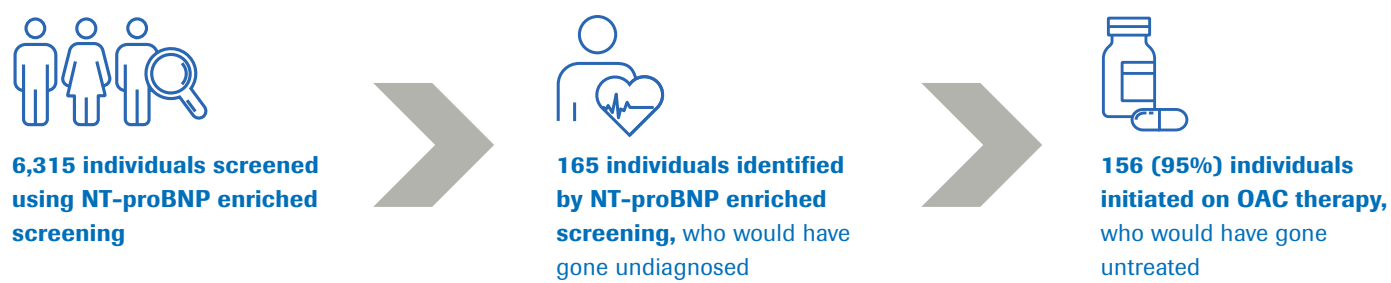 6,315 individuals screened
using NT-proBNP enriched
screening
165 individuals identified
by NT-proBNP enriched
screening, who would have
gone undiagnosed
156 (95%) individuals
initiated on OAC therapy,
who would have gone
untreated